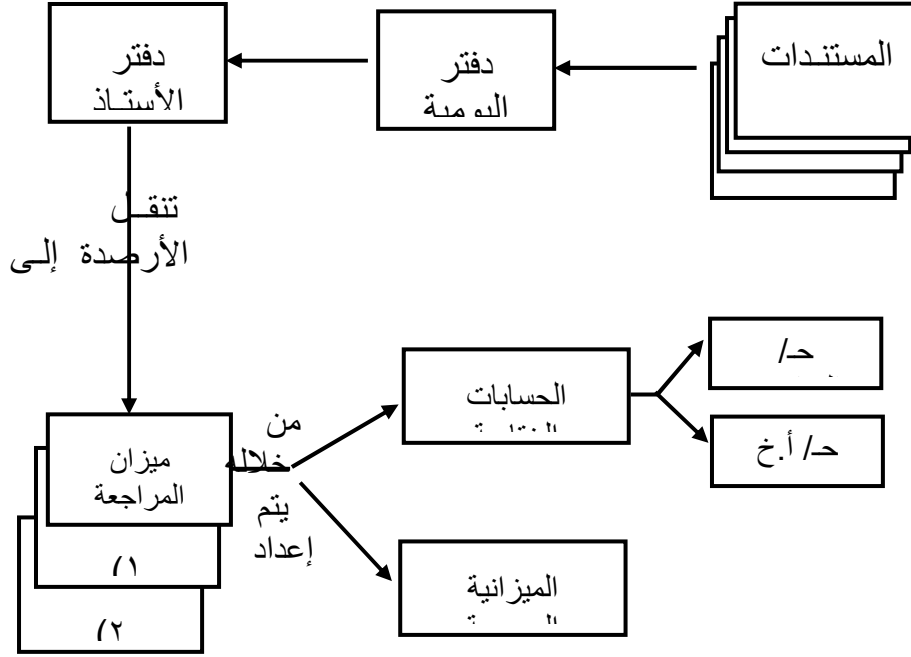 المستندات
دفتر
اليومية
دفتر
الأستاذ
تنقل
الأرصدة إلى
ميزان
المراجعة
(١
(٢
من
خلاله
يتم
إعداد
الحسابات
حـ/
حـ/ أ.خ
الميزانية